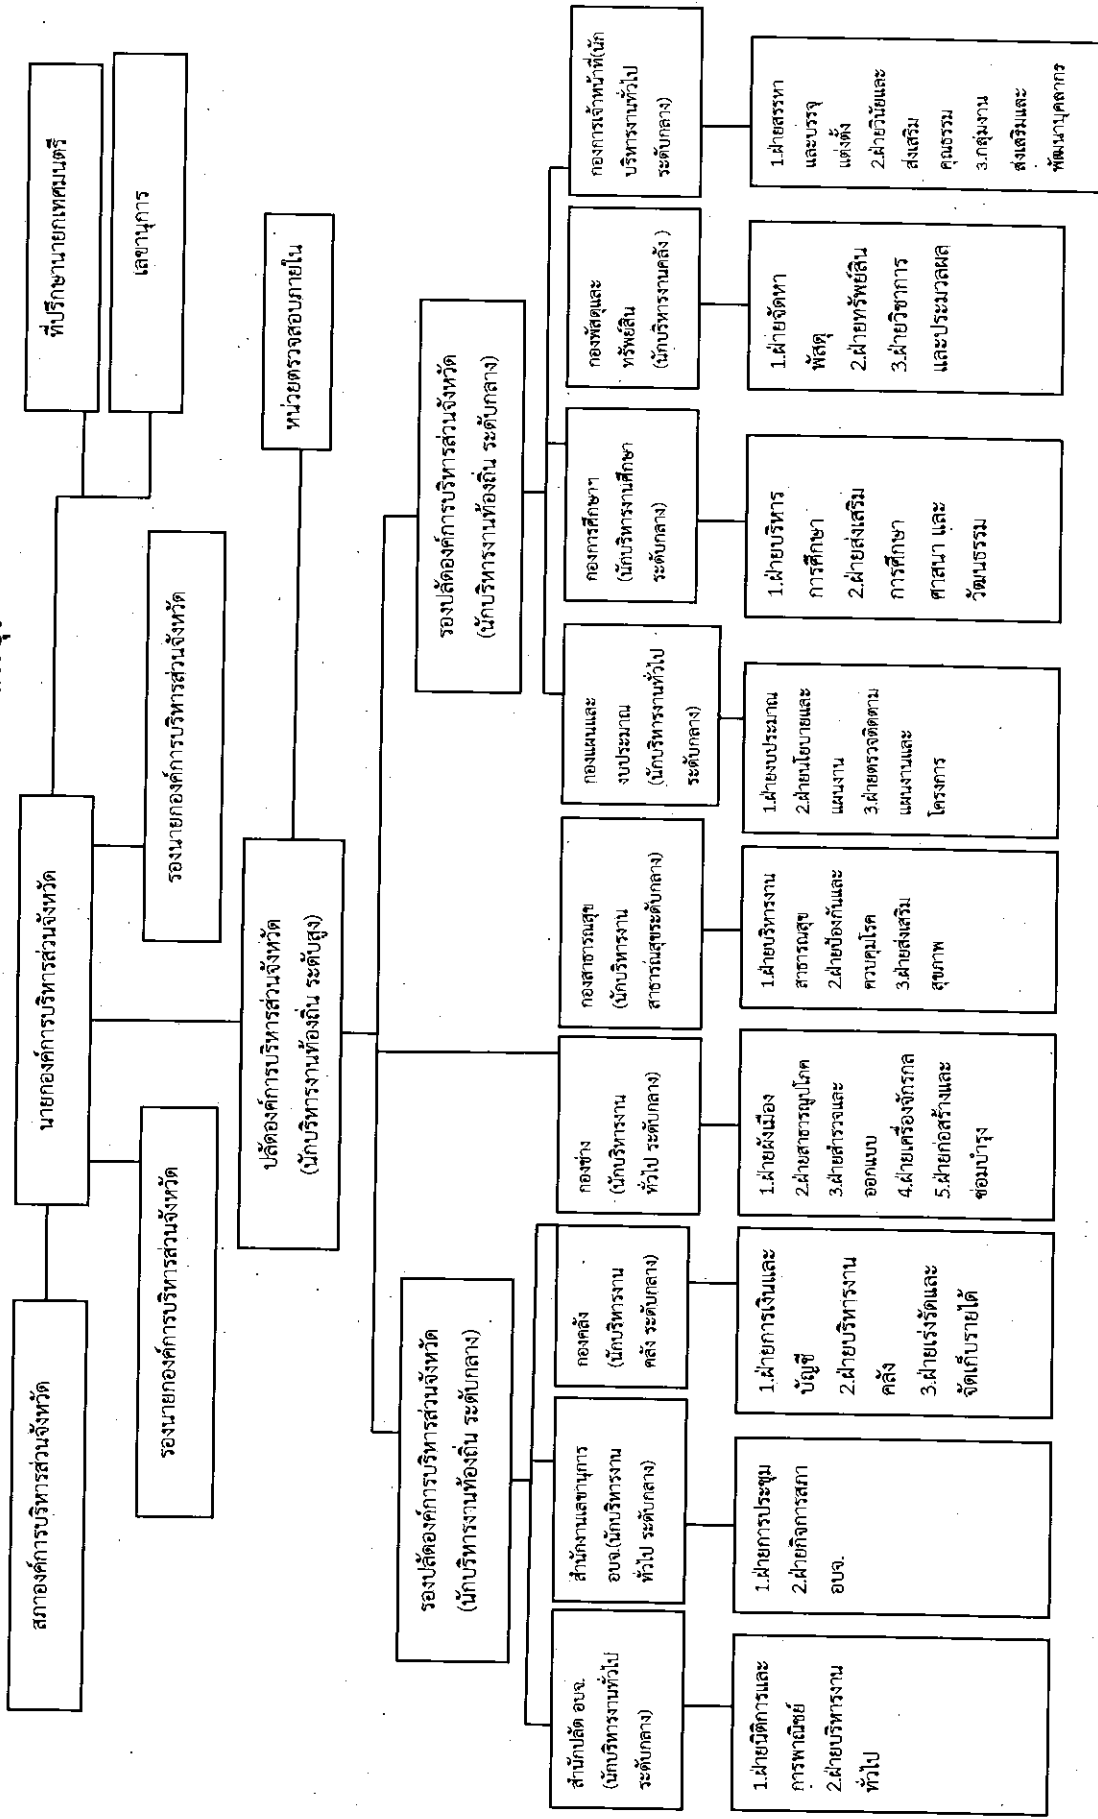 ที่ปรึกษานายกเทศมนตรี
เลขานุการ
สภาองค์การบริหารส่วนจังหวัด
นายกองค์การบริหารส่วนจังหวัด
รองนายกองค์การบริหารส่วนจังหวัด
รองนายกองค์การบริหารส่วนจังหวัด
ปลัดองค์การบริหารส่วนจังหวัด
(นักบริหารงานท้องถิ่น ระดับสูง)
หน่วยตรวจสอบภายใน
รองปลัดองค์การบริหารส่วนจังหวัด
(นักบริหารงานท้องถิ่น ระดับกลาง)
รองปลัดองค์การบริหารส่วนจังหวัด
(นักบริหารงานท้องถิ่น ระดับกลาง)
สำนักปลัด อบจ.
(นักบริหารงานทั่วไป
ระดับกลาง)
สำนักงานเลขานุการ
อบจ.(นักบริหารงาน
ทั่วไป ระดับกลาง)
กองคลัง
(นักบริหารงาน
คลัง ระดับกลาง)
กองช่าง
(นักบริหารงาน
ทั่วไป ระดับกลาง)
กองสาธารณสุข
(นักบริหารงาน
สาธารณสุขระดับกลาง)
กองแผนและ
งบประมาณ
(นักบริหารงานทั่วไป
ระดับกลาง)
กองการศึกษาฯ
(นักบริหารงานศึกษา
ระดับกลาง)
กองพัสดุและ
ทรัพย์สิน
(นักบริหารงานคลัง )
กองการเจ้าหน้าที่(นัก
บริหารงานทั่วไป
ระดับกลาง)
1.ฝ่ายนิติการและ
การพาณิชย์
2.ฝ่ายบริหารงาน
ทั่วไป
1.ฝ่ายการประชุม
2.ฝ่ายกิจการสภา
อบจ.
1.ฝ่ายการเงินและ
บัญชี
2.ฝ่ายบริหารงาน
คลัง
3.ฝ่ายเร่งรัดและ
จัดเก็บรายได้
1.ฝ่ายผังเมือง
2.ฝ่ายสาธารณูปโภค
3.ฝ่ายสำรวจและ
ออกแบบ
4.ฝ่ายเครื่องจักรกล
5.ฝ่ายก่อสร้างและ
ซ่อมบำรุง
1.ฝ่ายบริหารงาน
สาธารณสุข
2.ฝ่ายป้องกันและ
ควบคุมโรค
3.ฝ่ายส่งเสริม
สุขภาพ
1.ฝ่ายงบประมาณ
2.ฝ่ายนโยบายและ
แผนงาน
3.ฝ่ายตรวจติดตาม
แผนงานและ
โครงการ
1.ฝ่ายบริหาร
การศึกษา
2.ฝ่ายส่งเสริม
การศึกษา
ศาสนา และ
วัฒนธรรม
1.ฝ่ายจัดหา
พัสดุ
2.ฝ่ายทรัพย์สิน
3.ฝ่ายวิชาการ
และประมวลผล
1.ฝ่ายสรรหา
และบรรจุ
แต่งตั้ง
2.ฝ่ายวินัยและ
ส่งเสริม
คุณธรรม
3.กลุ่มงาน
ส่งเสริมและ
พัฒนาบุคลากร